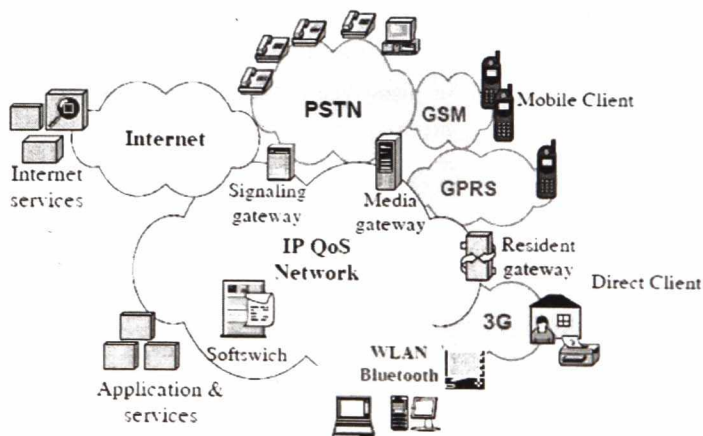 PSTN
GSM
Mobile Client
Internet
Internet
services
Signaling
gateway
Media
gateway
GPRS
IP QoS
Network
Resident
gateway
Direct Client
3G
Softswich
WLAN
Bluetooth
Application &
services